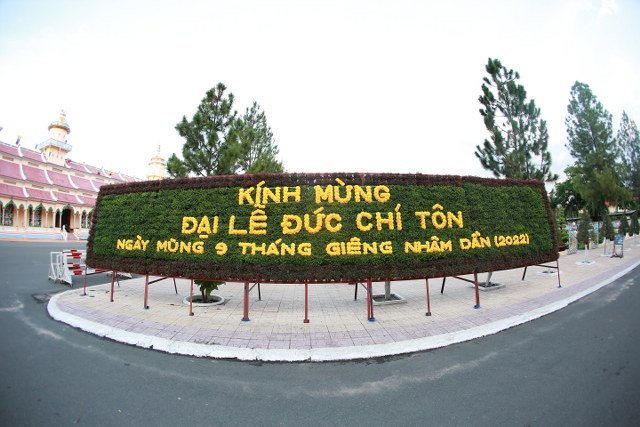 KÍNH MỪNG
ĐẠI LỄ ĐỨC CHÍ TÔN
NGÀY MÙNG 9 THÁNG GIÊNG NHÂM DẦN (2022)